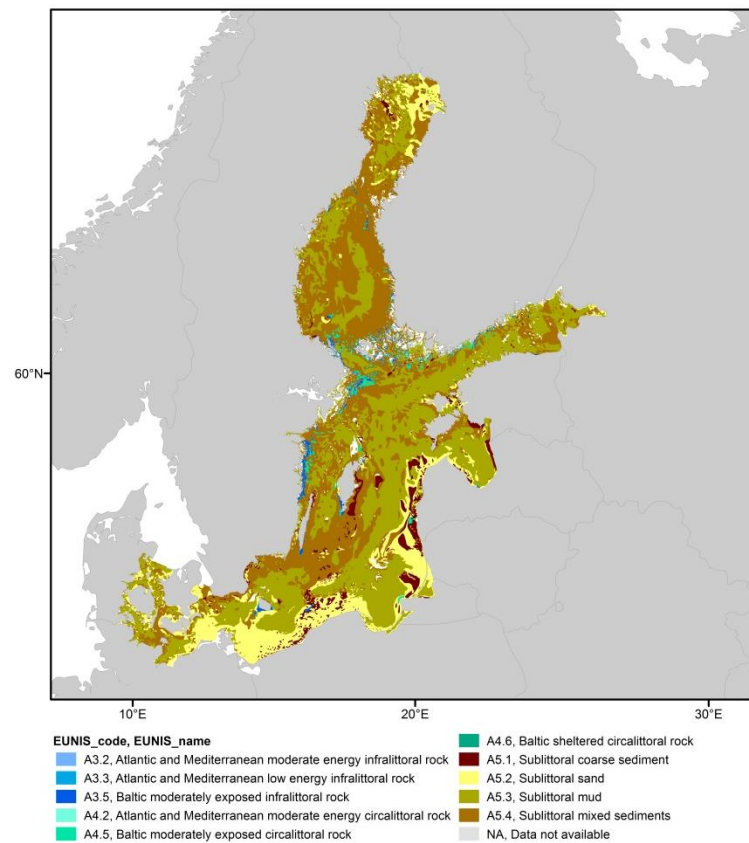 60°N
10°E
20°E
30°E
EUNIS_code, EUNIS_name
A3.2, Atlantic and Mediterranean moderate energy infralittoral rock
A3.3, Atlantic and Mediterranean low energy infralittoral rock
A3.5, Baltic moderately exposed infralittoral rock
A4.2, Atlantic and Mediterranean moderate energy circalittoral rock
A4.5, Baltic moderately exposed circalittoral rock
A4.6, Baltic sheltered circalittoral rock
A5.1, Sublittoral coarse sediment
A5.2, Sublittoral sand
A5.3, Sublittoral mud
A5.4, Sublittoral mixed sediments
NA, Data not available